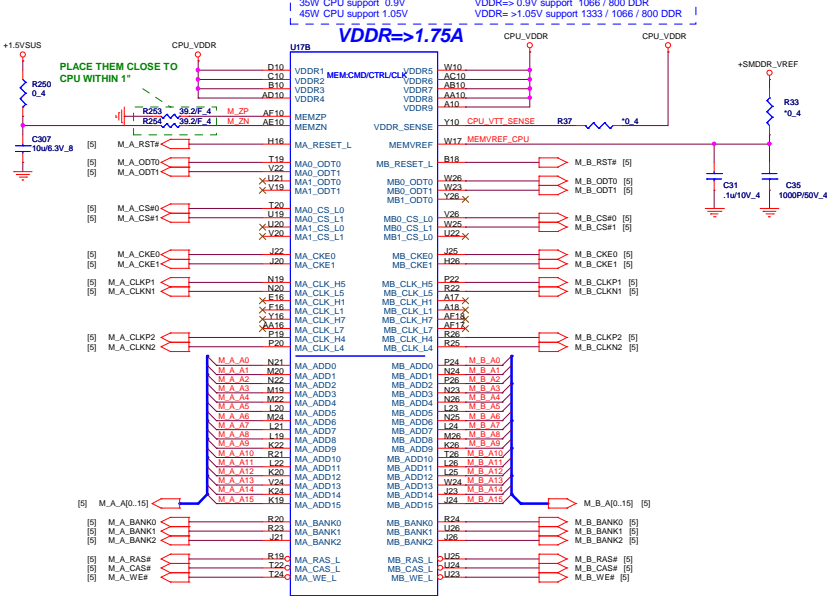 35W CPU support 0.9V VDDR=> 0.9V support 1066 / 800 DDR
45W CPU support 1.05V VDDR= >1.05V support 1333 / 1066 / 800 DDR
VDDR=>1.75A
+1.5VSUS CPU_VDDR CPU_VDDR CPU_VDDR
U17B
PLACE THEM CLOSE TO
CPU WITHIN 1"
+SMDDR_VREF
MEM:CMD/CTRL/CLK
D10 VDDR1 VDDR5 W10
C10 VDDR2 VDDR6 AC10
B10 VDDR3 VDDR7 AB10
AD10 VDDR4 VDDR8 AA10
VDDR9 A10
R250
0_4
R33
*0_4
R253 39.2/F_4 M_ZP AF10 MEMZP
R254 39.2/F_4 M_ZN AE10 MEMZN VDDR_SENSE Y10 CPU_VTT_SENSE R37 *0_4
C307
10u/6.3V_8
MEMVREF W17 MEMVREF_CPU
[5] M_A_RST# H16 MA_RESET_L MB_RESET_L B18 M_B_RST# [5]
[5] M_A_ODT0 T19 MA0_ODT0 MB0_ODT0 W26 M_B_ODT0 [5]
[5] M_A_ODT1 V22 MA0_ODT1 MB0_ODT1 W23 M_B_ODT1 [5]
U21 MA1_ODT0 MB1_ODT0 Y26
V19 MA1_ODT1
C31
.1u/10V_4
C35
1000P/50V_4
[5] M_A_CS#0 T20 MA0_CS_L0 MB0_CS_L0 V26 M_B_CS#0 [5]
[5] M_A_CS#1 U19 MA0_CS_L1 MB0_CS_L1 W25 M_B_CS#1 [5]
U20 MA1_CS_L0 MB1_CS_L0 U22
V20 MA1_CS_L1
[5] M_A_CKE0 J22 MA_CKE0 MB_CKE0 J25 M_B_CKE0 [5]
[5] M_A_CKE1 J20 MA_CKE1 MB_CKE1 H26 M_B_CKE1 [5]
[5] M_A_CLKP1 N19 MA_CLK_H5 MB_CLK_H5 P22 M_B_CLKP1 [5]
[5] M_A_CLKN1 N20 MA_CLK_L5 MB_CLK_L5 R22 M_B_CLKN1 [5]
E16 MA_CLK_H1 MB_CLK_H1 A17
F16 MA_CLK_L1 MB_CLK_L1 A18
Y16 MA_CLK_H7 MB_CLK_H7 AF18
AA16 MA_CLK_L7 MB_CLK_L7 AF17
[5] M_A_CLKP2 P19 MA_CLK_H4 MB_CLK_H4 R26 M_B_CLKP2 [5]
[5] M_A_CLKN2 P20 MA_CLK_L4 MB_CLK_L4 R25 M_B_CLKN2 [5]
M_A_A0 N21 MA_ADD0 MB_ADD0 P24 M_B_A0
M_A_A1 M20 MA_ADD1 MB_ADD1 N24 M_B_A1
M_A_A2 N22 MA_ADD2 MB_ADD2 P26 M_B_A2
M_A_A3 M19 MA_ADD3 MB_ADD3 N23 M_B_A3
M_A_A4 M22 MA_ADD4 MB_ADD4 N26 M_B_A4
M_A_A5 L20 MA_ADD5 MB_ADD5 L23 M_B_A5
M_A_A6 M24 MA_ADD6 MB_ADD6 N25 M_B_A6
M_A_A7 L21 MA_ADD7 MB_ADD7 L24 M_B_A7
M_A_A8 L19 MA_ADD8 MB_ADD8 M26 M_B_A8
M_A_A9 K22 MA_ADD9 MB_ADD9 K26 M_B_A9
M_A_A10 R21 MA_ADD10 MB_ADD10 T26 M_B_A10
M_A_A11 L22 MA_ADD11 MB_ADD11 L26 M_B_A11
M_A_A12 K20 MA_ADD12 MB_ADD12 L25 M_B_A12
M_A_A13 V24 MA_ADD13 MB_ADD13 W24 M_B_A13
M_A_A14 K24 MA_ADD14 MB_ADD14 J23 M_B_A14
M_A_A15 K19 MA_ADD15 MB_ADD15 J24 M_B_A15
[5] M_A_A[0..15] M_B_A[0..15] [5]
[5] M_A_BANK0 R20 MA_BANK0 MB_BANK0 R24 M_B_BANK0 [5]
[5] M_A_BANK1 R23 MA_BANK1 MB_BANK1 U26 M_B_BANK1 [5]
[5] M_A_BANK2 J21 MA_BANK2 MB_BANK2 J26 M_B_BANK2 [5]
[5] M_A_RAS# R19 MA_RAS_L MB_RAS_L U25 M_B_RAS# [5]
[5] M_A_CAS# T22 MA_CAS_L MB_CAS_L U24 M_B_CAS# [5]
[5] M_A_WE# T24 MA_WE_L MB_WE_L U23 M_B_WE# [5]